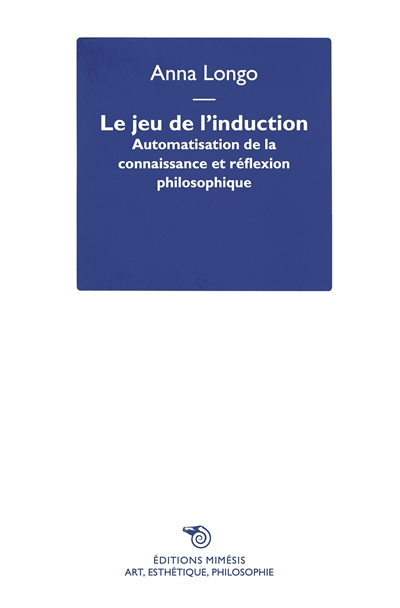 Anna Longo
Le jeu de l'induction
Automatisation de la
connaissance et réflexion
philosophique
ÉDITIONS MIMÉSIS
ART, ESTHÉTIQUE, PHILOSOPHIE